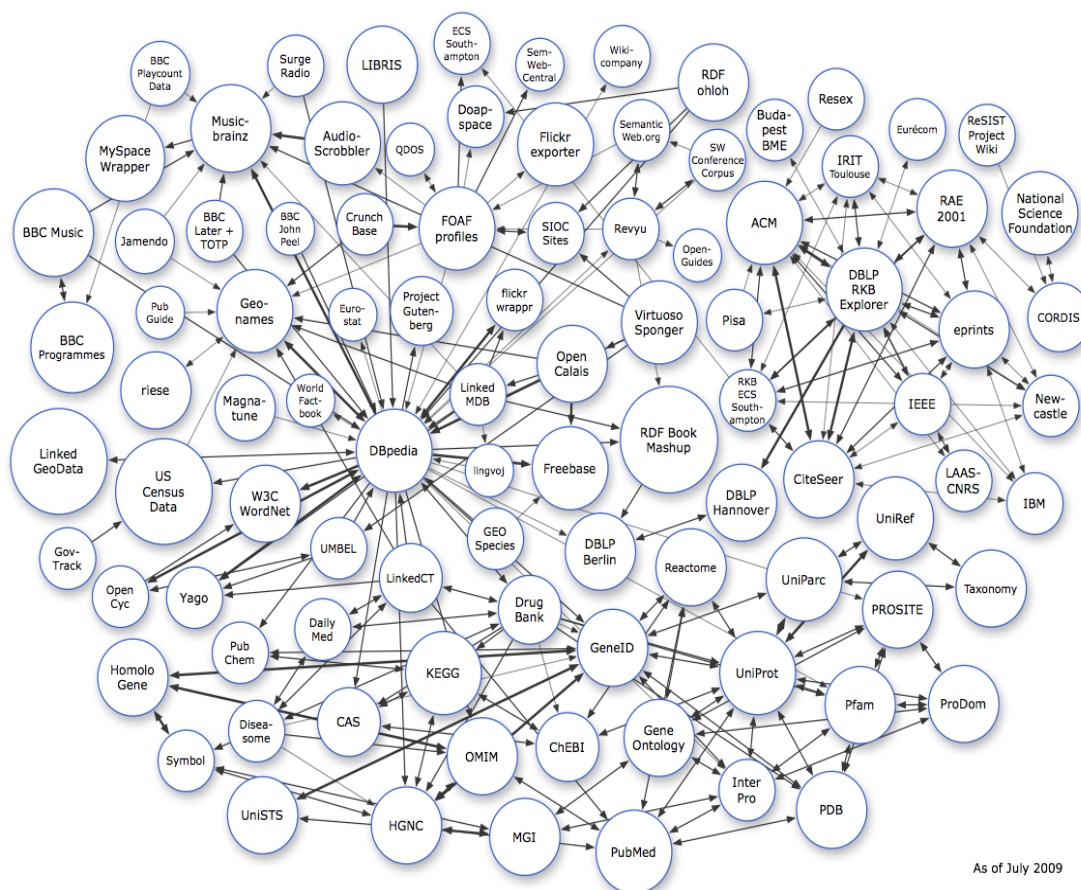 ECS
South-
ampton
Sem-
Web-
Central
Wiki-
company
BBC
Playcount
Data
Surge
Radio
LIBRIS
RDF
ohloh
Resex
Music-
brainz
Doap-
space
Flickr
exporter
Semantic
Web.org
Buda-
pest
BME
Eurécom
ReSIST
Project
Wiki
MySpace
Wrapper
Audio-
Scrobbler
QDOS
SW
Conference
Corpus
IRIT
Toulouse
RAE
2001
National
Science
Foundation
BBC Music
Jamendo
BBC
Later +
TOTP
BBC
John
Peel
Crunch
Base
FOAF
profiles
SIOC
Sites
Revyu
Open-
Guides
ACM
DBLP
RKB
Explorer
Pub
Guide
Geo-
names
Euro-
stat
Project
Guten-
berg
flickr
wrappr
Virtuoso
Sponger
Pisa
eprints
CORDIS
BBC
Programmes
riese
Magna-
tune
World
Fact-
book
Linked
MDB
Open
Calais
RKB
ECS
South-
ampton
IEEE
New-
castle
Linked
GeoData
US
Census
Data
W3C
WordNet
DBpedia
lingvoj
Freebase
RDF Book
Mashup
DBLP
Hannover
CiteSeer
LAAS-
CNRS
IBM
Gov-
Track
Open
Cyc
Yago
UMBEL
LinkedCT
GEO
Species
DBLP
Berlin
Reactome
UniParc
UniRef
Taxonomy
PROSITE
Homolo
Gene
Pub
Chem
Daily
Med
Drug
Bank
KEGG
GeneID
UniProt
Pfam
ProDom
Symbol
Disea-
some
CAS
OMIM
ChEBI
Gene
Ontology
Inter
Pro
PDB
UniSTS
HGNC
MGI
PubMed
As of July 2009